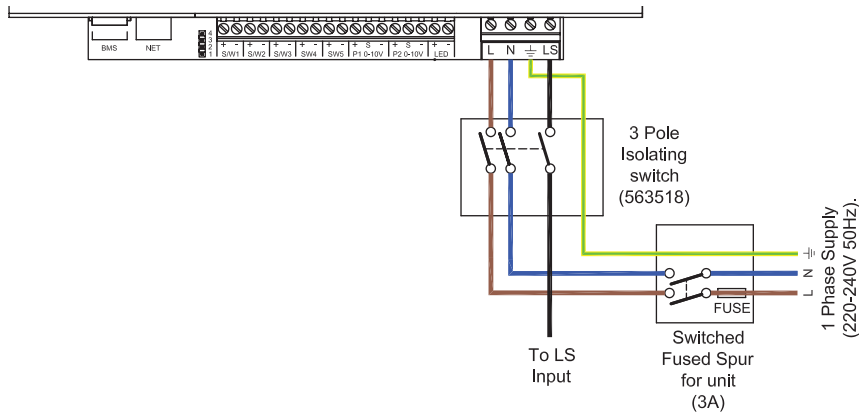 4
3
2
1
BMS
NET
+ - + - + - + - + - + S - + S - + -
S/W1 S/W2 S/W3 SW4 SW5 P1 0-10V P2 0-10V LED
L N LS
3 Pole
Isolating
switch
(563518)
1 Phase Supply
(220-240V 50Hz).
N
L
FUSE
To LS
Input
Switched
Fused Spur
for unit
(3A)